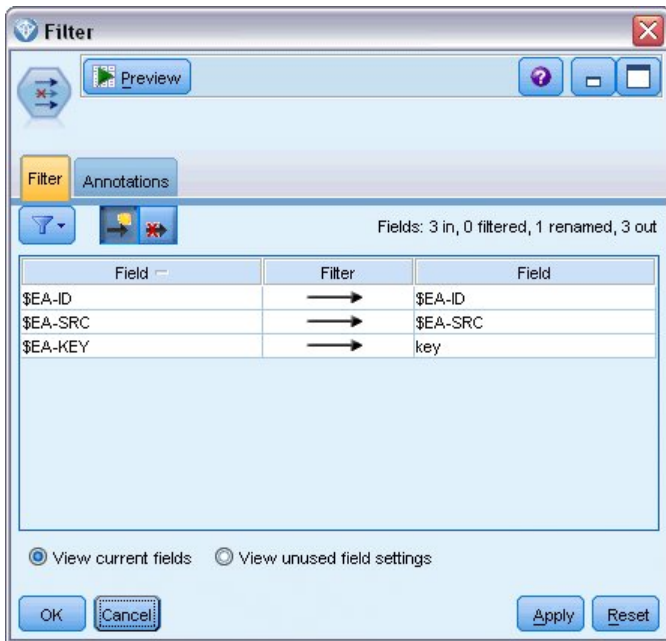 Filter
Preview
Filter
Annotations
Fields: 3 in, 0 filtered, 1 renamed, 3 out
Field Filter Field
$EA-ID $EA-ID
$EA-SRC $EA-SRC
$EA-KEY key
View current fields View unused field settings
OK Cancel Apply Reset